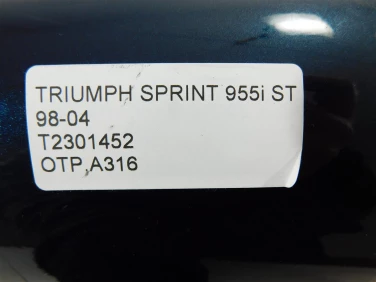 TRIUMPH SPRINT 955i ST
98-04
T2301452
OTP,A316